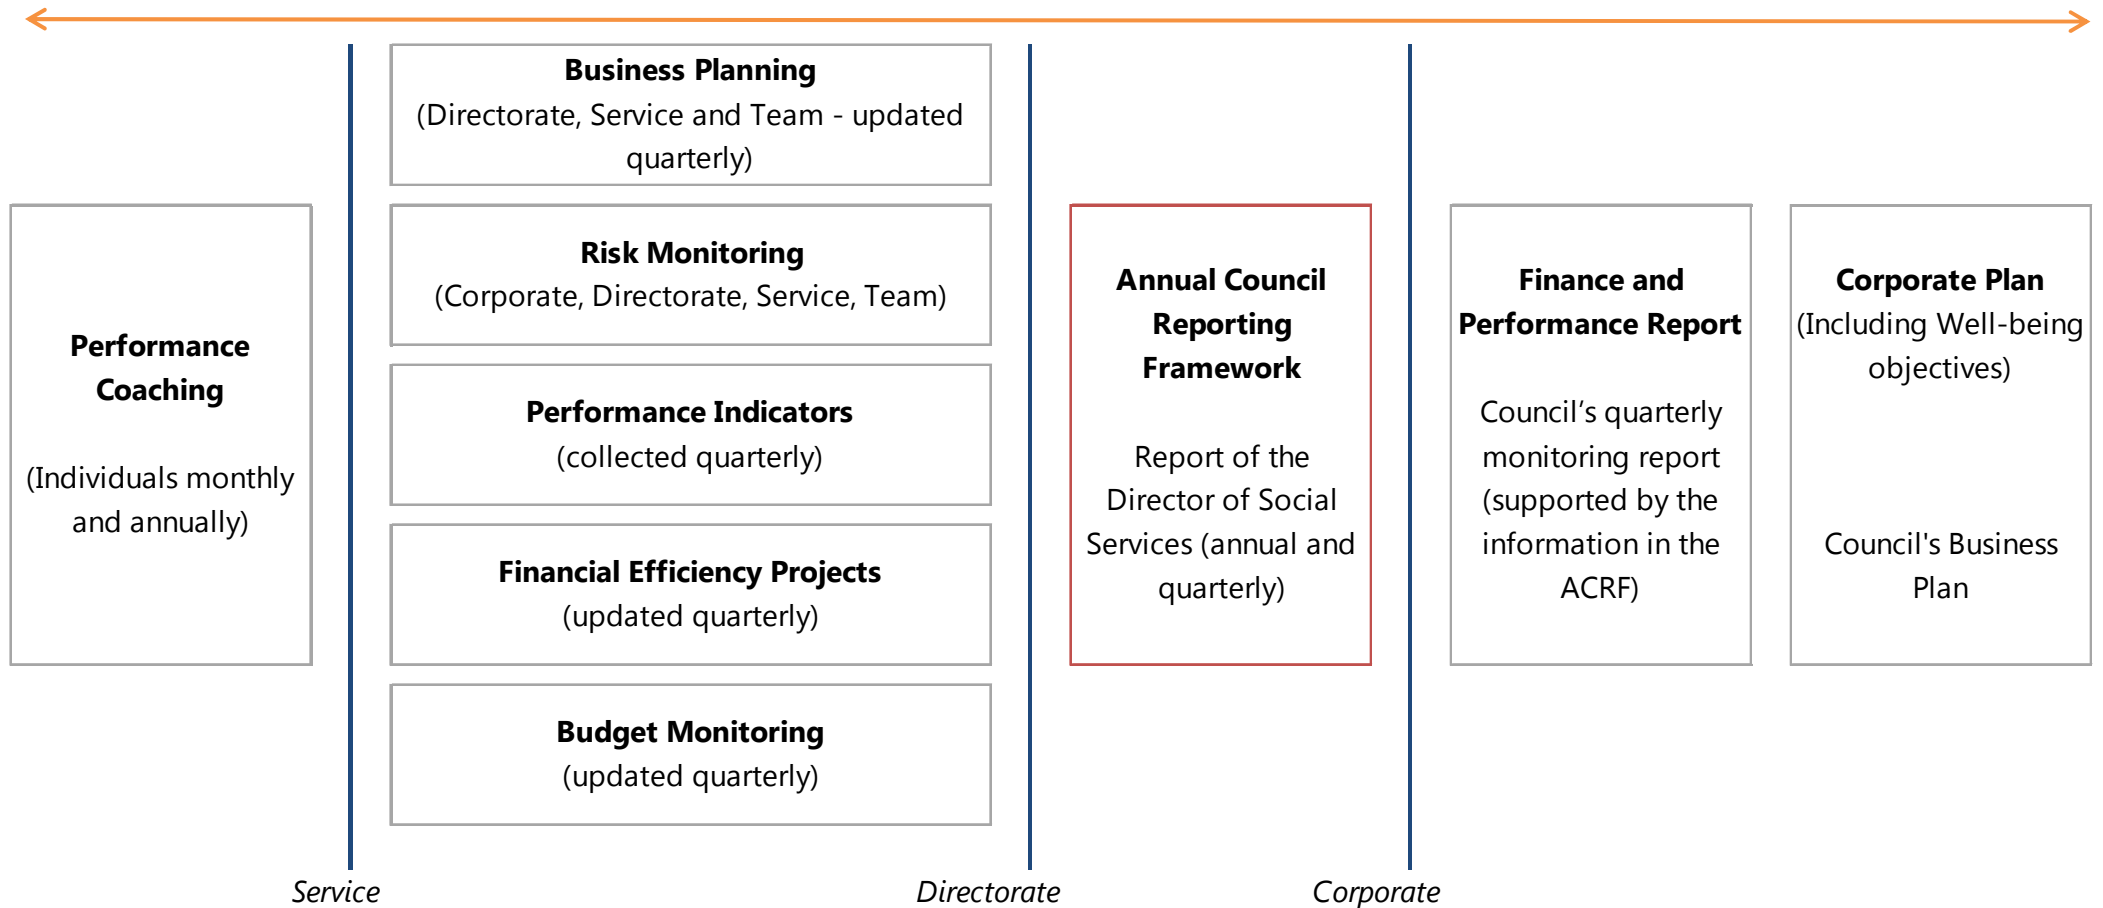 Performance
Coaching
(Individuals monthly
and annually)
Business Planning
(Directorate, Service and Team - updated
quarterly)
Risk Monitoring
(Corporate, Directorate, Service, Team)
Performance Indicators
(collected quarterly)
Financial Efficiency Projects
(updated quarterly)
Budget Monitoring
(updated quarterly)
Annual Council
Reporting
Framework
Report of the
Director of Social
Services (annual and
quarterly)
Finance and
Performance Report
Council’s quarterly
monitoring report
(supported by the
information in the
ACRF)
Corporate Plan
(Including Well-being
objectives)
Council's Business
Plan
Service
Directorate
Corporate